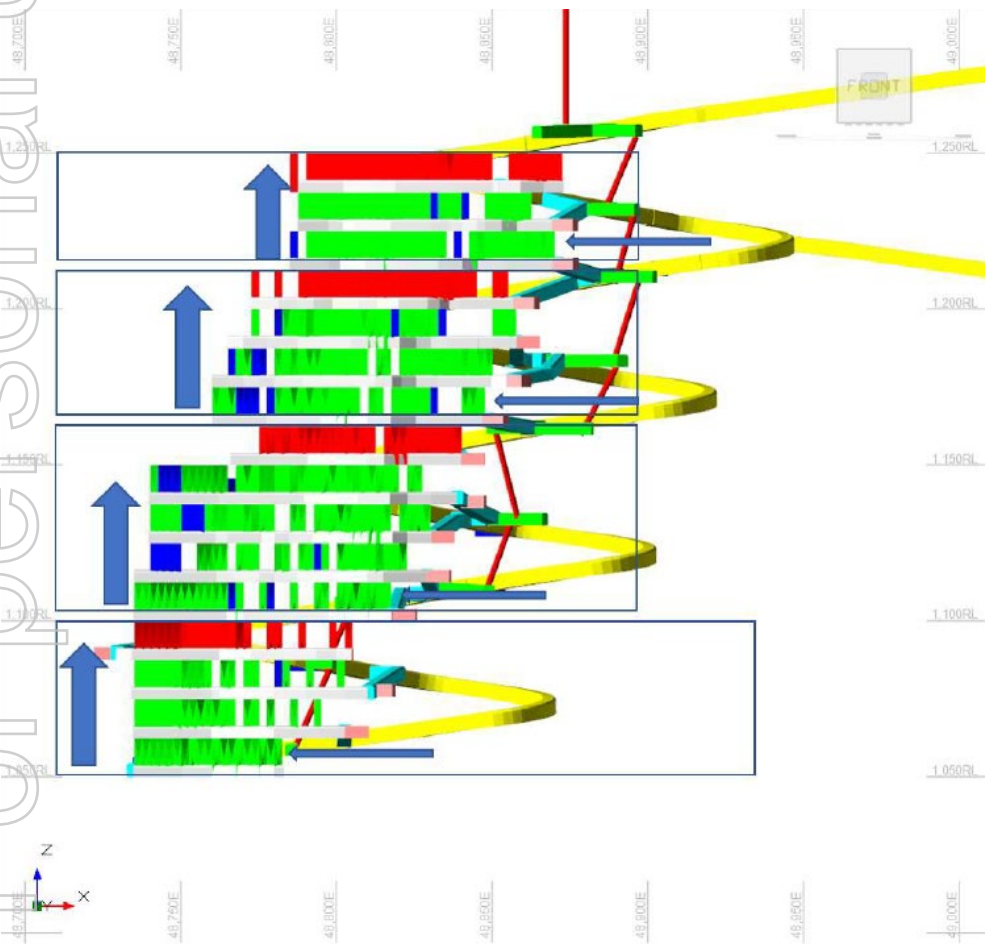 48,700E 48,750E 48,800E 48,850E 48,900E 48,950E 49,000E
FRONT
1,250RL 1,250RL
1,200RL 1,200RL
1,150RL 1,150RL
1,100RL 1,100RL
1,050RL 1,050RL
Z
Y X
48,700E 48,750E 48,800E 48,850E 48,900E 48,950E 49,000E
or personal